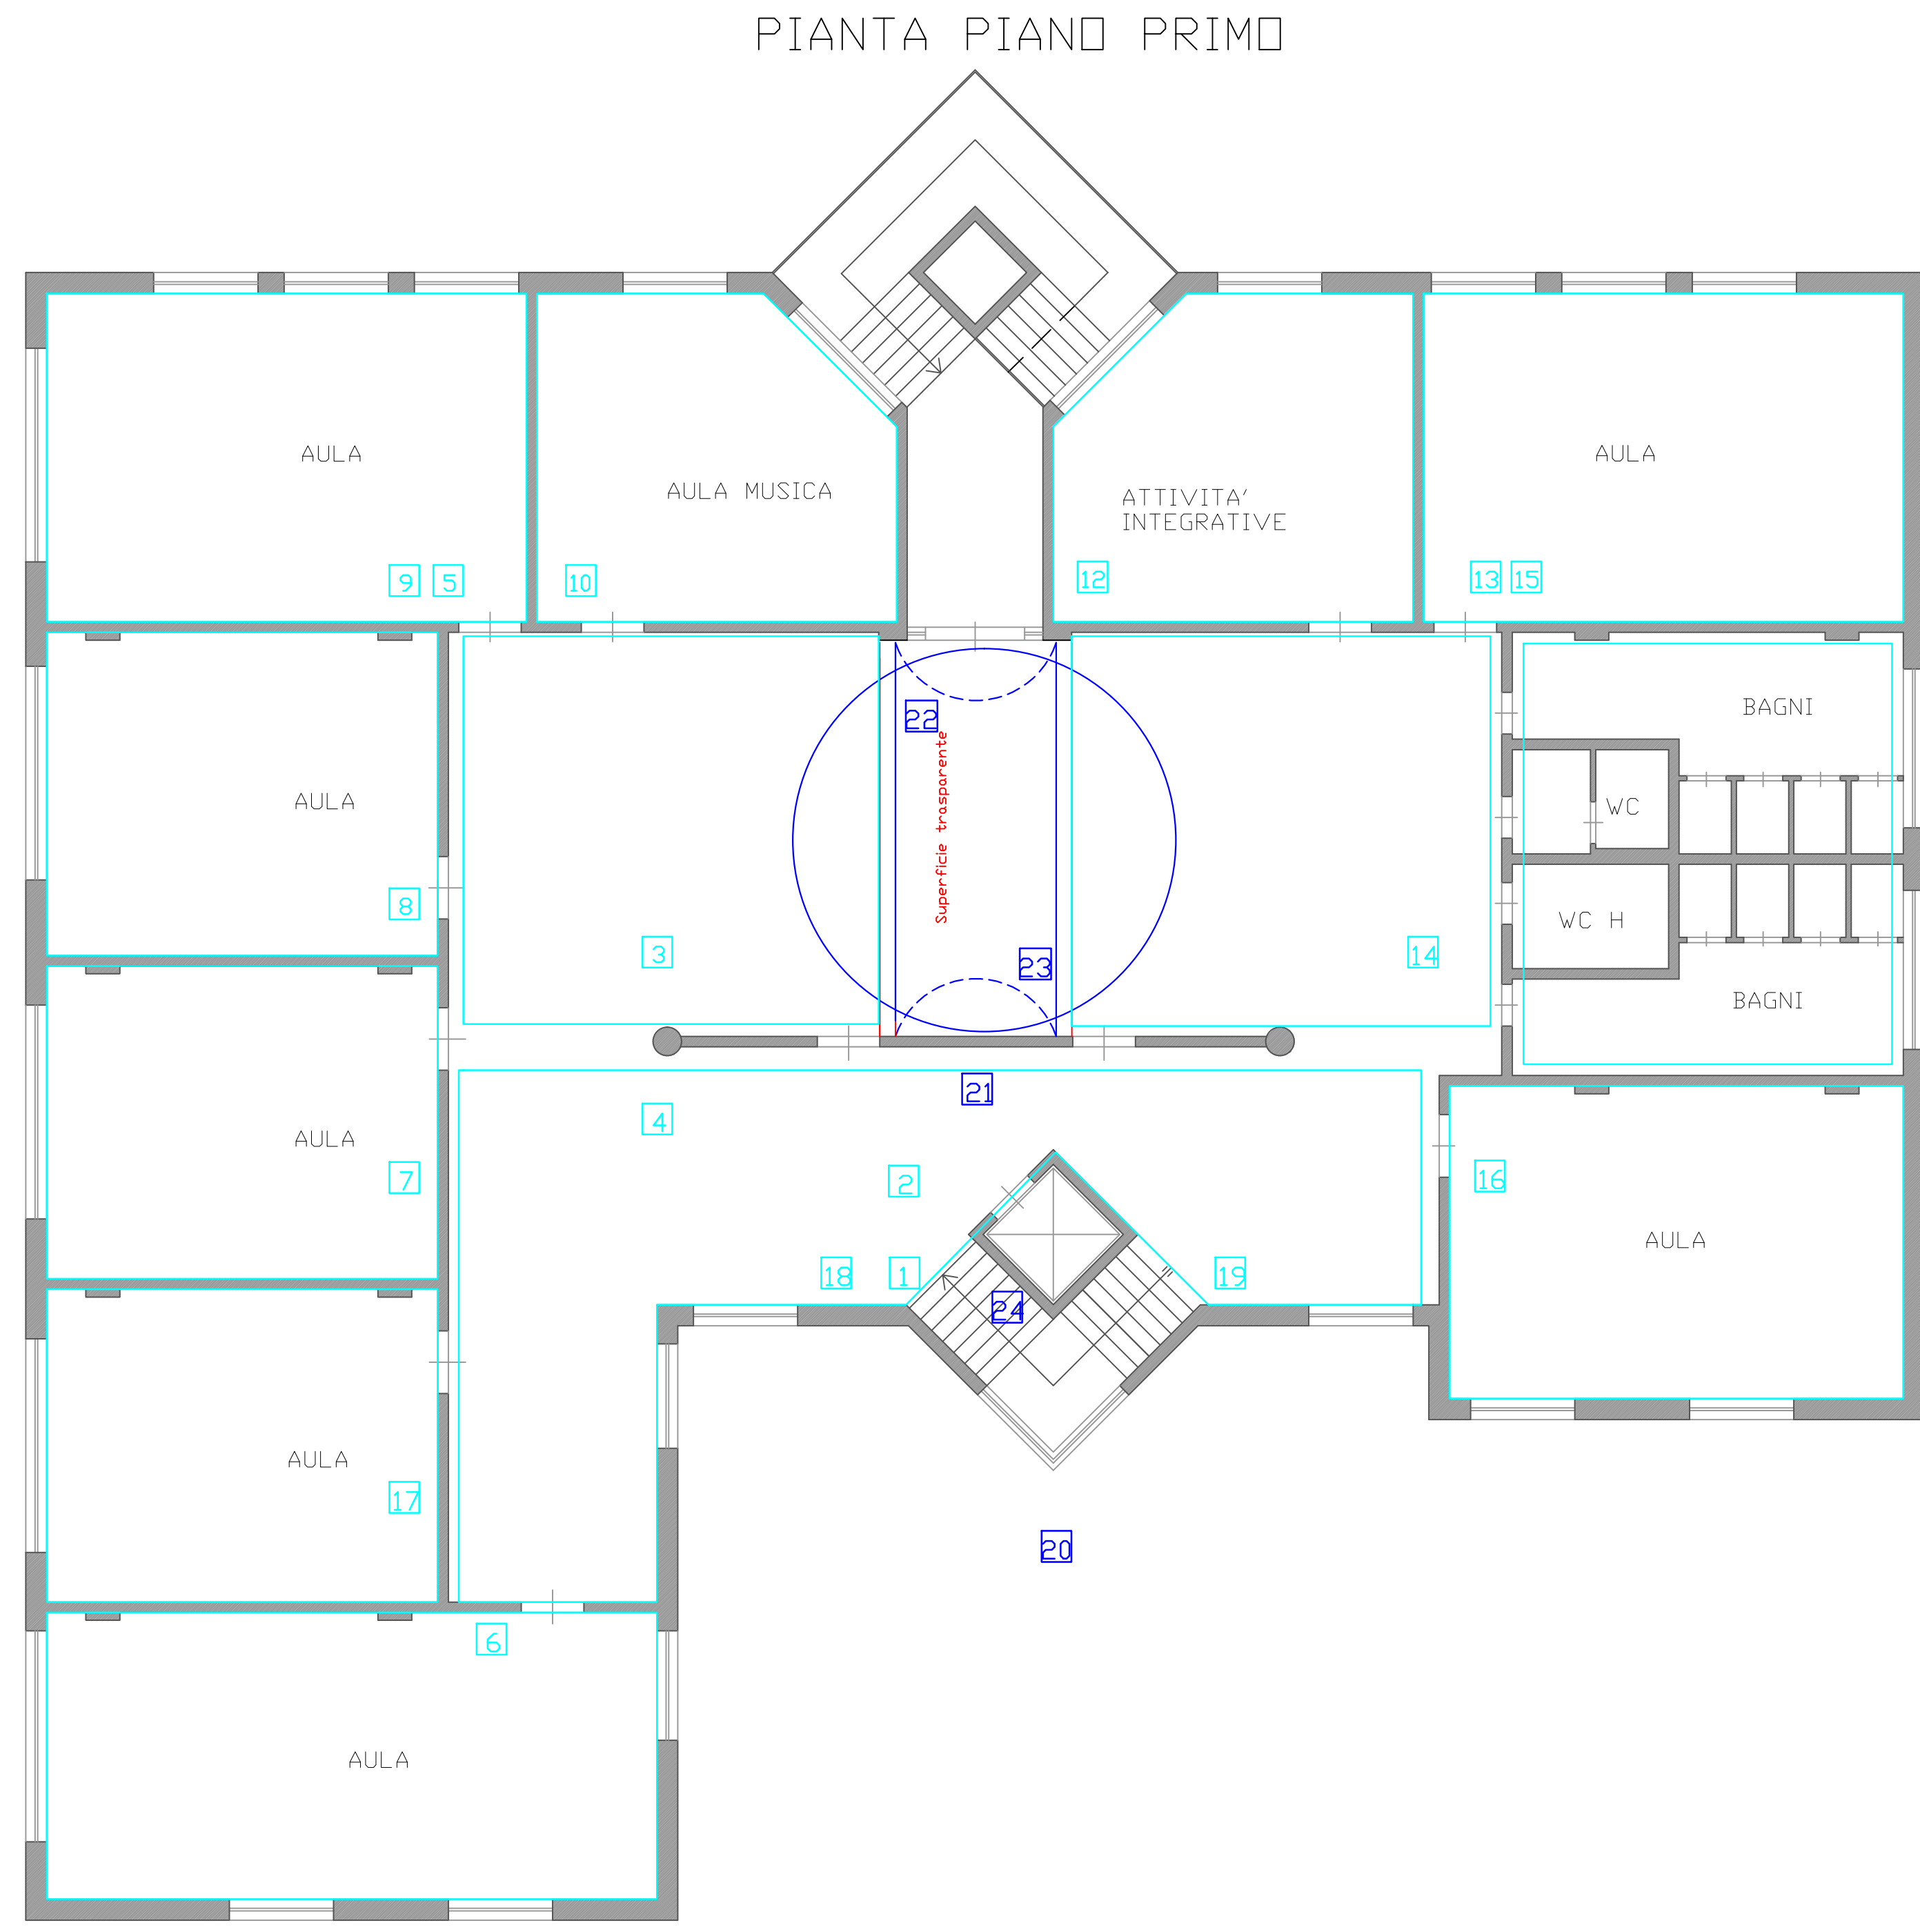 PIANTA PIANO PRIMO
AULA
AULA MUSICA
ATTIVITA'
INTEGRATIVE
AULA
9 5
10
12
13 15
22
BAGNI
Superficie trasparente
AULA
WC
8
WC H
3
23
14
BAGNI
21
4
AULA
7
2
16
AULA
18 1
19
24
AULA
17
20
6
AULA